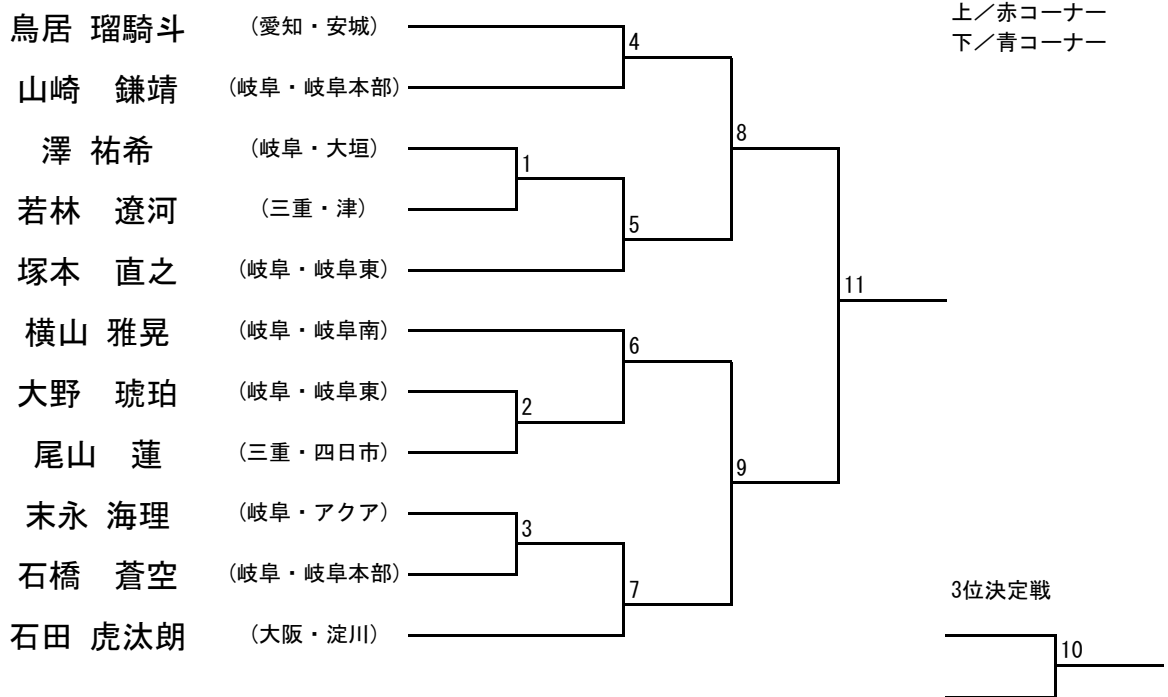 鳥居 瑠騎斗 (愛知・安城)
山崎 鎌靖 (岐阜・岐阜本部)
澤 祐希 (岐阜・大垣)
若林 遼河 (三重・津)
塚本 直之 (岐阜・岐阜東)
横山 雅晃 (岐阜・岐阜南)
大野 琥珀 (岐阜・岐阜東)
尾山 蓮 (三重・四日市)
末永 海理 (岐阜・アクア)
石橋 蒼空 (岐阜・岐阜本部)
石田 虎汰朗 (大阪・淀川)
1
2
3
4
5
6
7
8
9
11
上／赤コーナー
下／青コーナー
3位決定戦
10